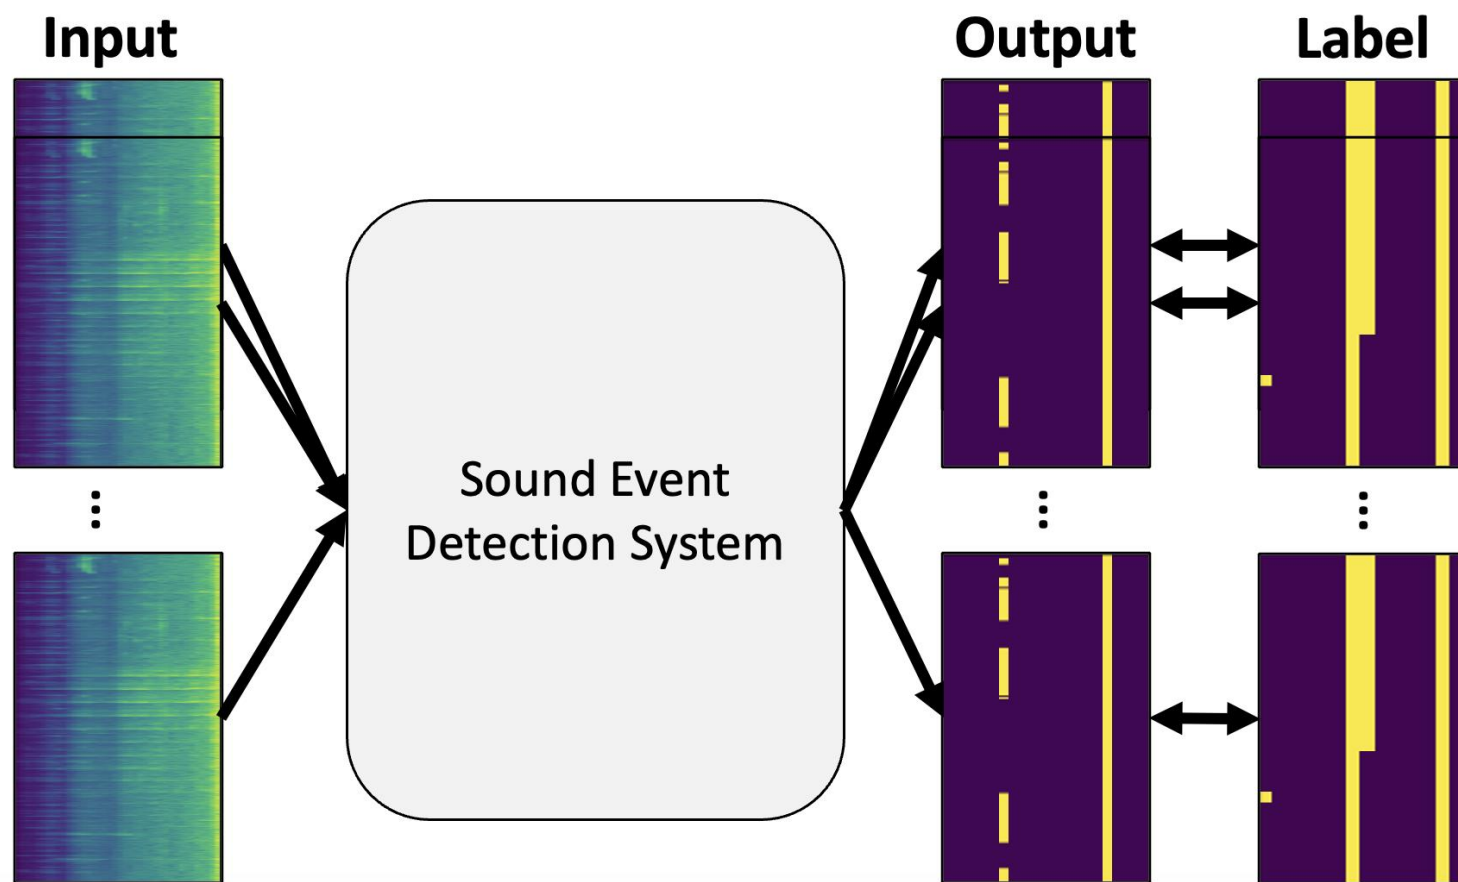 Input
Output
Label
Sound Event
Detection System
⋮
⋮
⋮